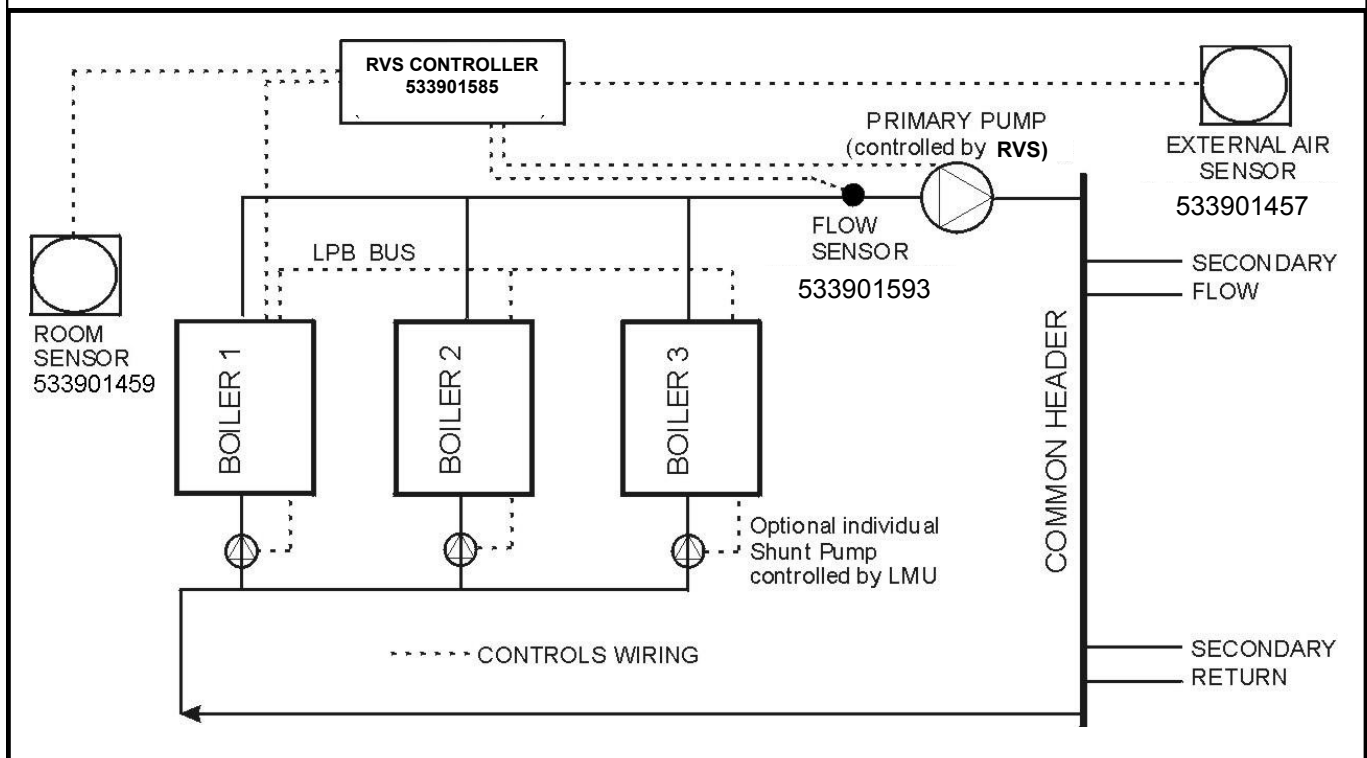 RVS CONTROLLER
533901585
PRIMARY PUMP
(controlled by RVS)
EXTERNAL AIR
SENSOR
533901457
FLOW
SENSOR
533901593
LPB BUS
SECONDARY
FLOW
ROOM
SENSOR
533901459
BOILER 1
BOILER 2
BOILER 3
COMMON HEADER
Optional individual
Shunt Pump
controlled by LMU
CONTROLS WIRING
SECONDARY
RETURN